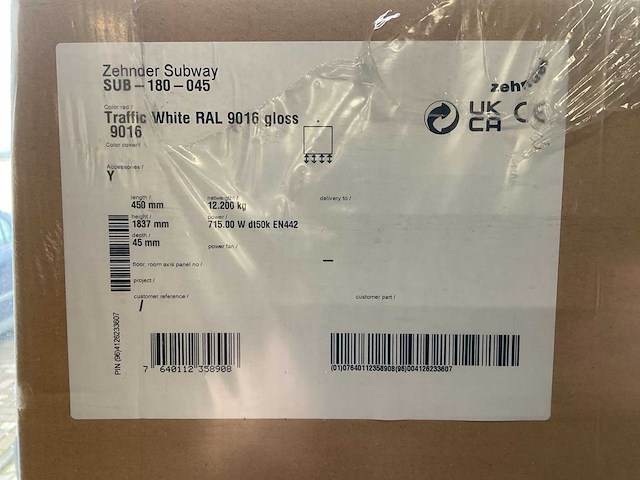 Zehnder Subway
SUB-180-045
zehnder
Color rad /
Traffic White RAL 9016 gloss
9016
Color cover /
UK
CA
CE
Accessories /
Y
length /
450 mm
net weight /
12.200 kg
delivery to /
height /
1837 mm
power /
715.00 W dt50k EN442
depth /
45 mm
power fan /
–
floor, room axis panel no /
project /
customer reference /
/
customer part /
PIN (96)4126233607
7 640112 358908
(01)07640112358908(96)004126233607